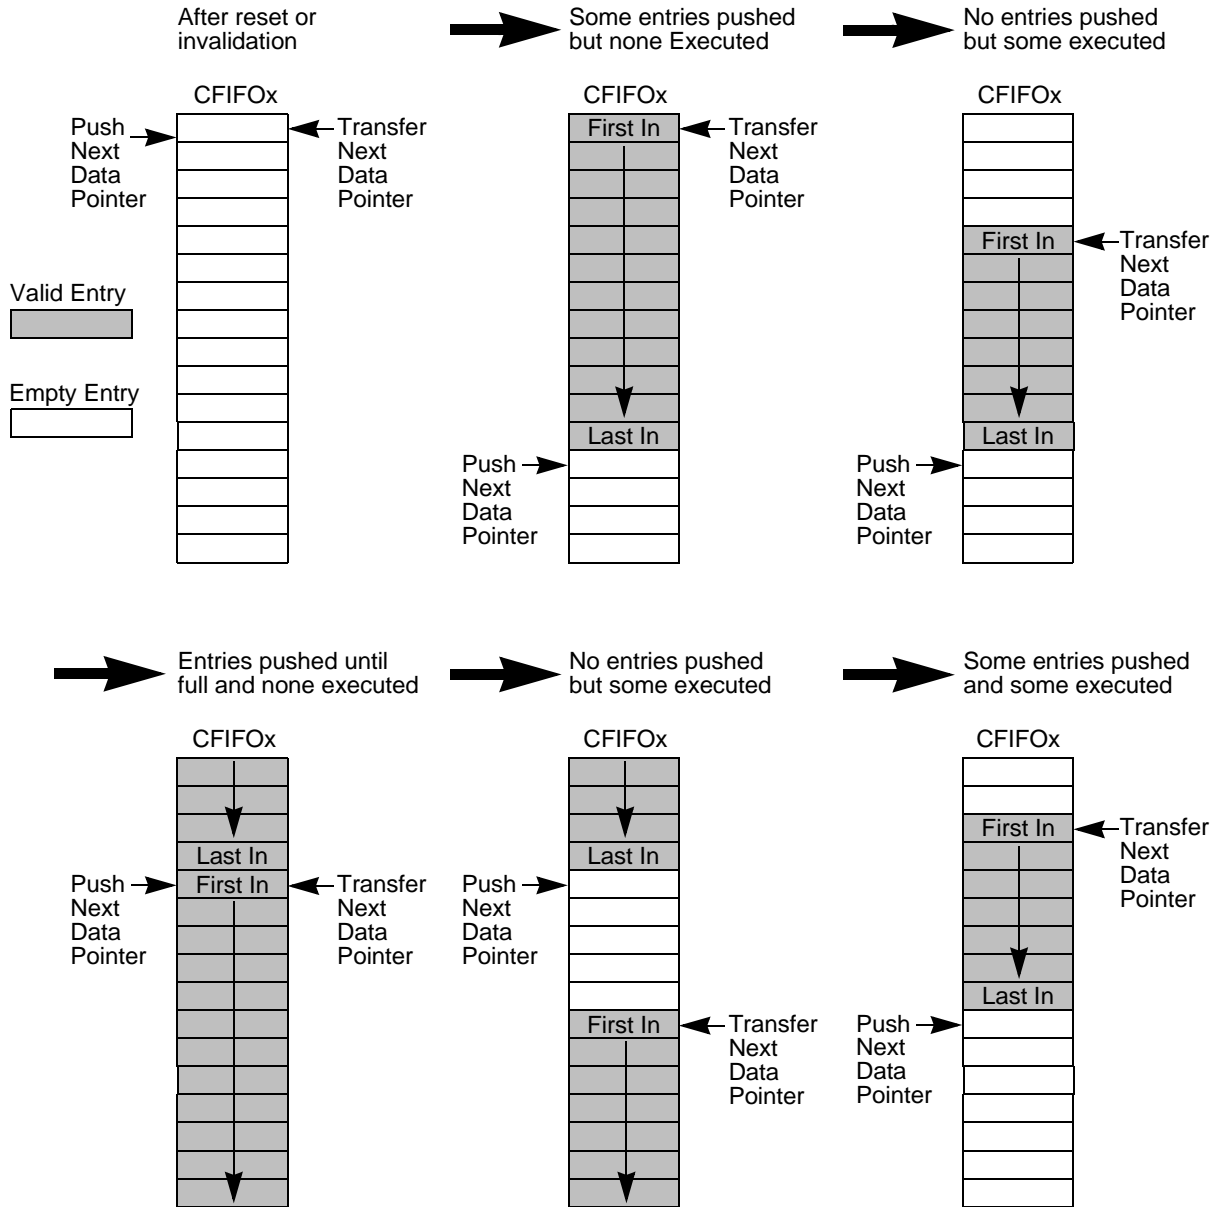 After reset or
invalidation
CFIFOx
Push
Next
Data
Pointer
Transfer
Next
Data
Pointer
Valid Entry
Empty Entry
Some entries pushed
but none Executed
CFIFOx
First In
Last In
Transfer
Next
Data
Pointer
Push
Next
Data
Pointer
No entries pushed
but some executed
CFIFOx
First In
Last In
Transfer
Next
Data
Pointer
Push
Next
Data
Pointer
Entries pushed until
full and none executed
CFIFOx
Last In
First In
Push
Next
Data
Pointer
Transfer
Next
Data
Pointer
No entries pushed
but some executed
CFIFOx
Last In
Push
Next
Data
Pointer
First In
Transfer
Next
Data
Pointer
Some entries pushed
and some executed
CFIFOx
First In
Transfer
Next
Data
Pointer
Last In
Push
Next
Data
Pointer